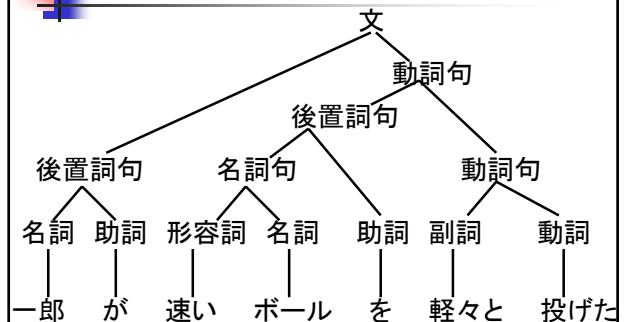 文
動詞句
後置詞句
後置詞句 名詞句 動詞句
名詞 助詞 形容詞 名詞 助詞 副詞 動詞
一郎 が 速い ボール を 軽々と 投げた